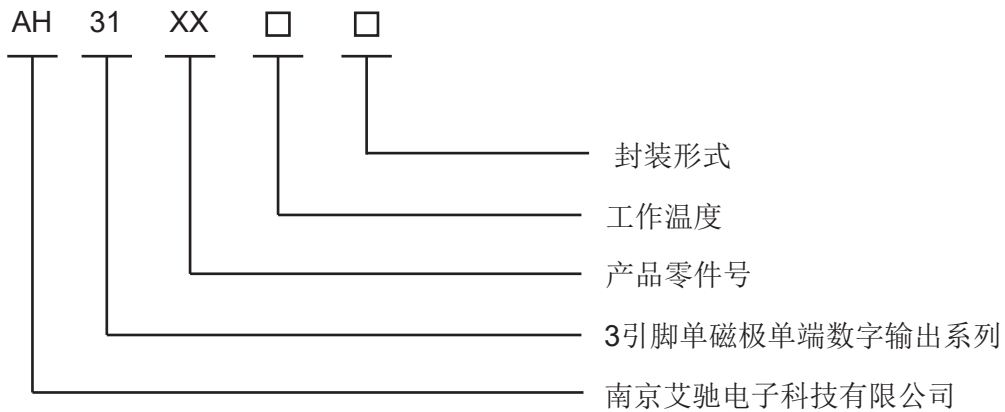 AH 31 XX □ □
封装形式
工作温度
产品零件号
3引脚单磁极单端数字输出系列
南京艾驰电子科技有限公司